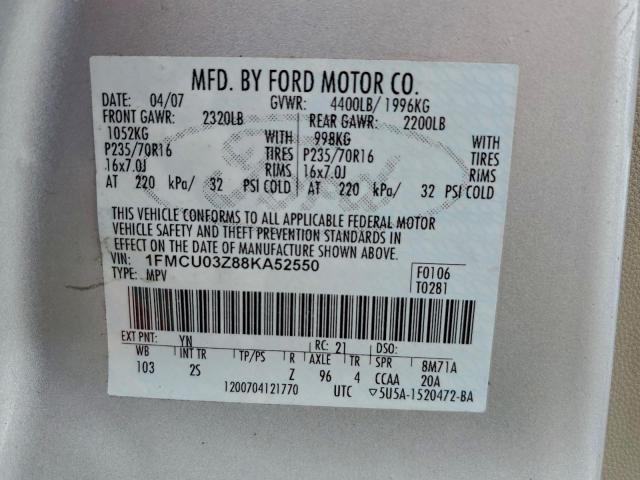 MFD. BY FORD MOTOR CO.
DATE: 04/07 GVWR: 4400LB/ 1996KG
FRONT GAWR: 2320LB REAR GAWR: 2200LB
1052KG WITH 998KG WITH
P235/70R16 TIRES P235/70R16 TIRES
16x7.0J RIMS 16x7.0J RIMS
AT 220 kPa/ 32 PSI COLD AT 220 kPa/ 32 PSI COLD
THIS VEHICLE CONFORMS TO ALL APPLICABLE FEDERAL MOTOR
VEHICLE SAFETY AND THEFT PREVENTION STANDARDS IN
EFFECT ON THE DATE OF MANUFACTURE SHOWN ABOVE.
VIN: 1FMCU03Z88KA52550 F0106
TYPE: MPV T0281
EXT PNT: YN RC: 21 DSO:
WB INT TR TP/PS R AXLE TR SPR 8M71A
103 2S Z 96 4 CCAA 20A
1200704121770 UTC ▽5U5A-1520472-BA
Ford